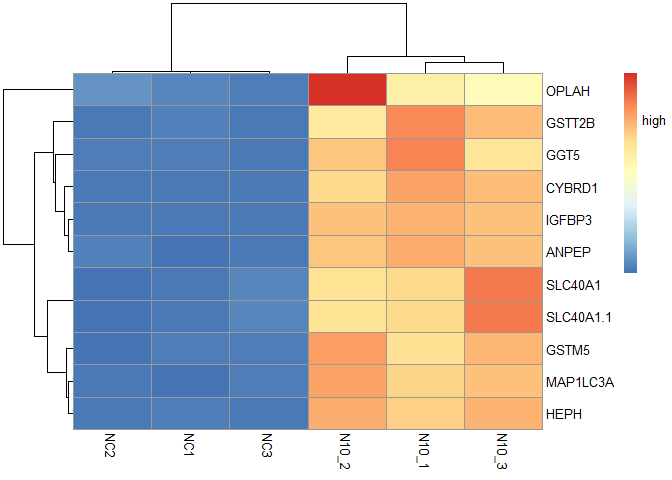 OPLAH
high
GSTT2B
GGT5
CYBRD1
IGFBP3
ANPEP
SLC40A1
SLC40A1.1
GSTM5
MAP1LC3A
HEPH
NC2
NC1
NC3
N10_2
N10_1
N10_3